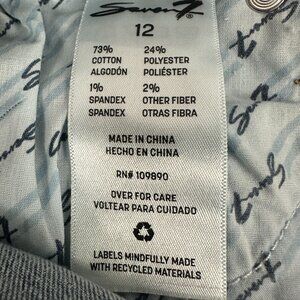 Seven7
12
73% 24%
COTTON POLYESTER
ALGODÓN POLIÉSTER
1% 2%
SPANDEX OTHER FIBER
SPANDEX OTRAS FIBRA
MADE IN CHINA
HECHO EN CHINA
RN# 109890
OVER FOR CARE
VOLTEAR PARA CUIDADO
LABELS MINDFULLY MADE
WITH RECYCLED MATERIALS